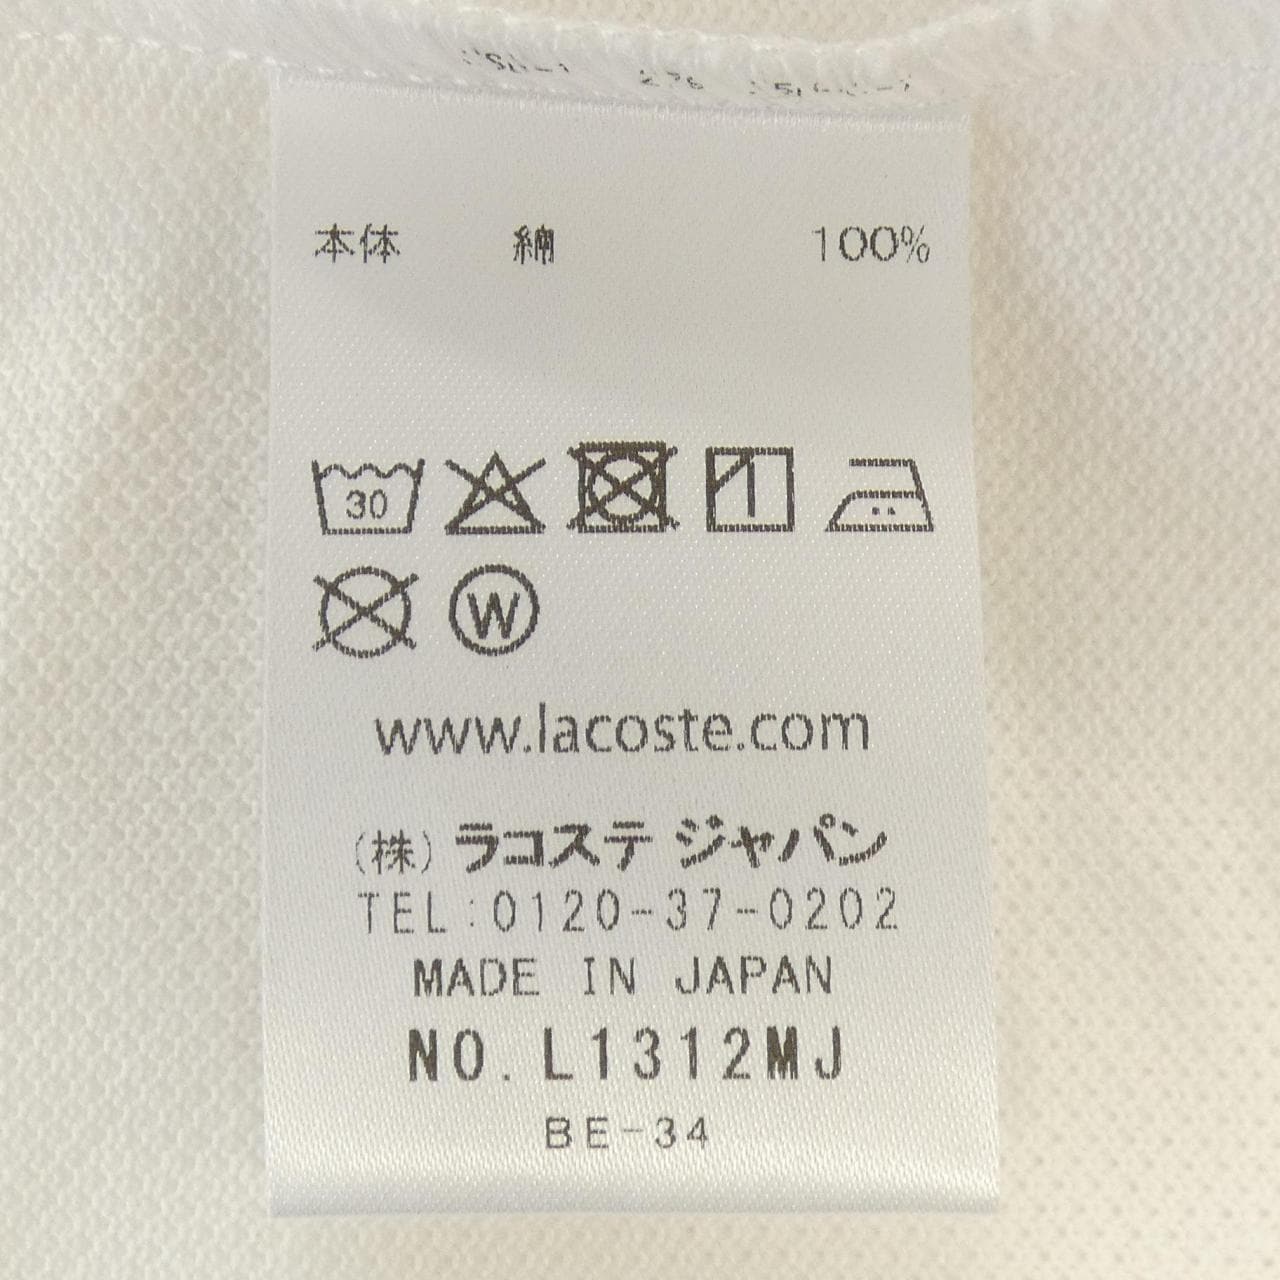 本体 綿 100%
30
W
www.lacoste.com
(株)ラコステ ジャパン
TEL:0120-37-0202
MADE IN JAPAN
NO.L1312MJ
BE-34